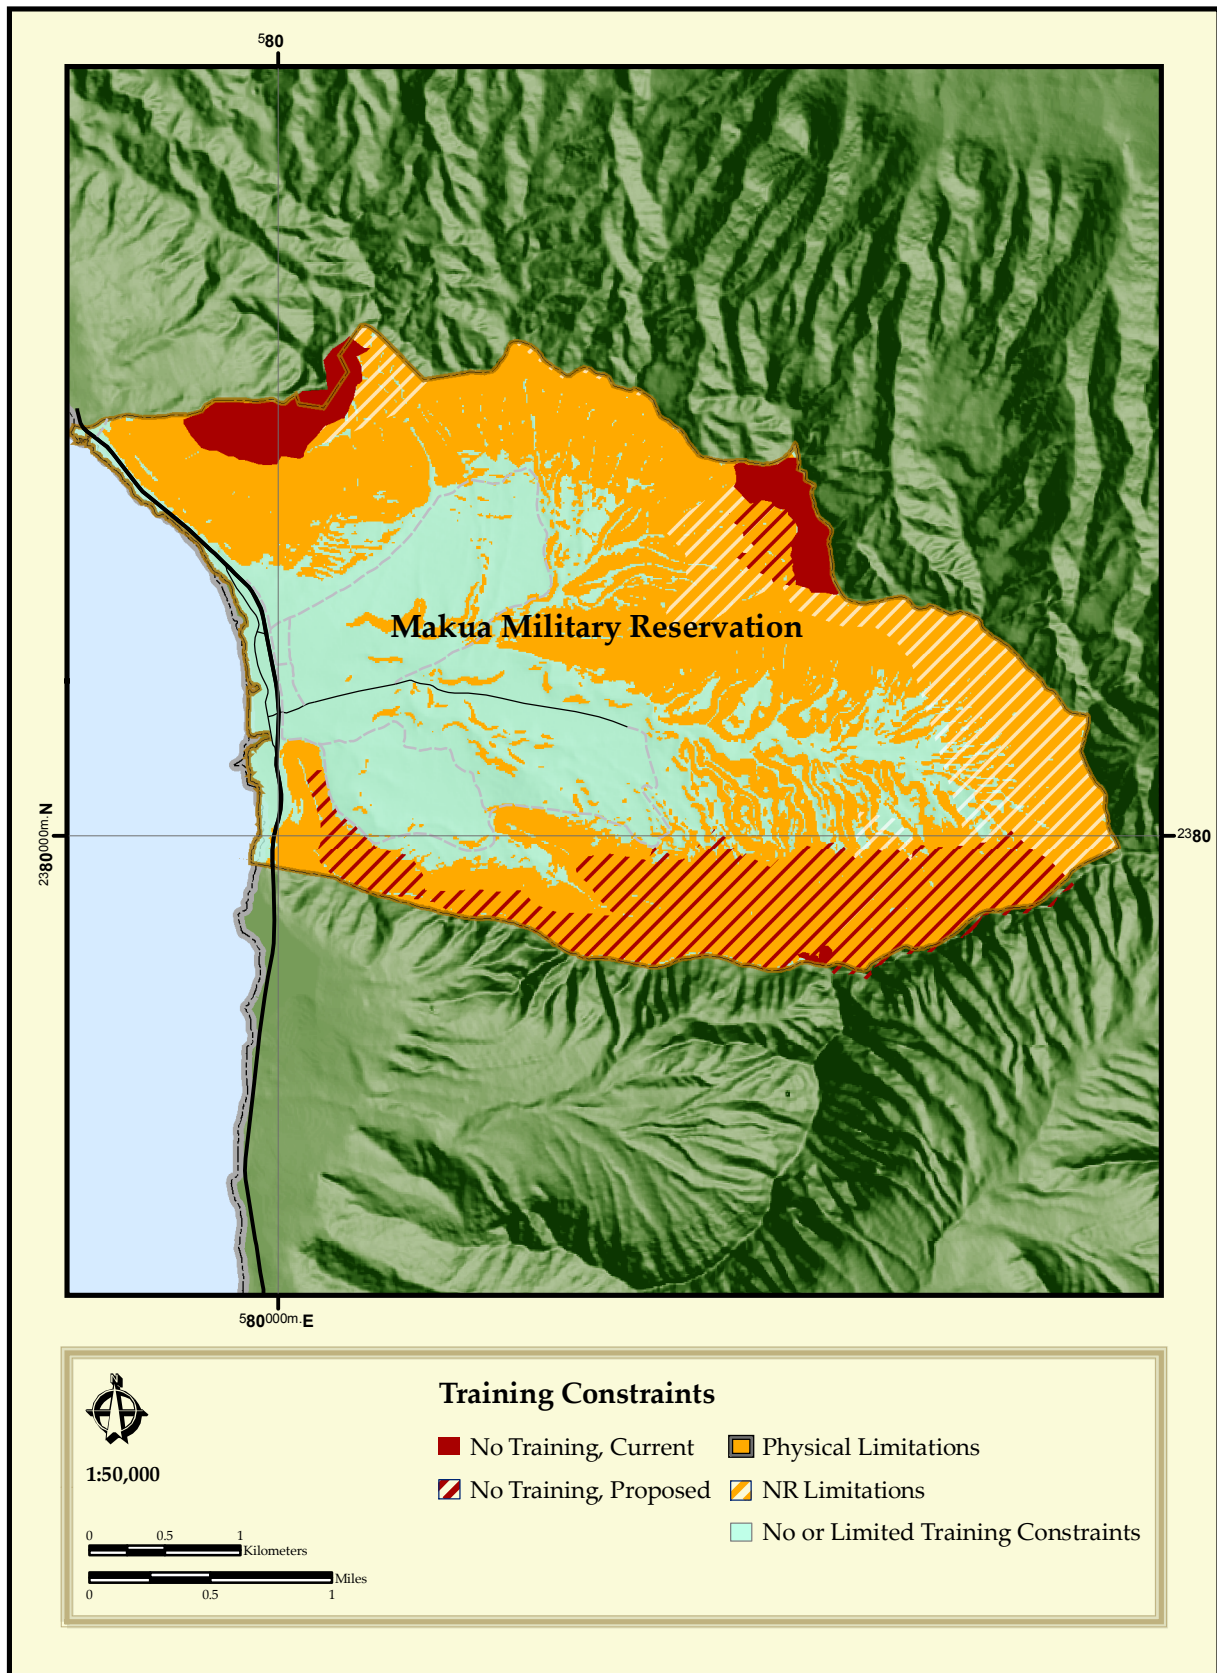 580
Makua Military Reservation
2380000m.N
2380
580000m.E
N
1:50,000
0 0.5 1
Kilometers
Miles
0 0.5 1
Training Constraints
No Training, Current
No Training, Proposed
Physical Limitations
NR Limitations
No or Limited Training Constraints